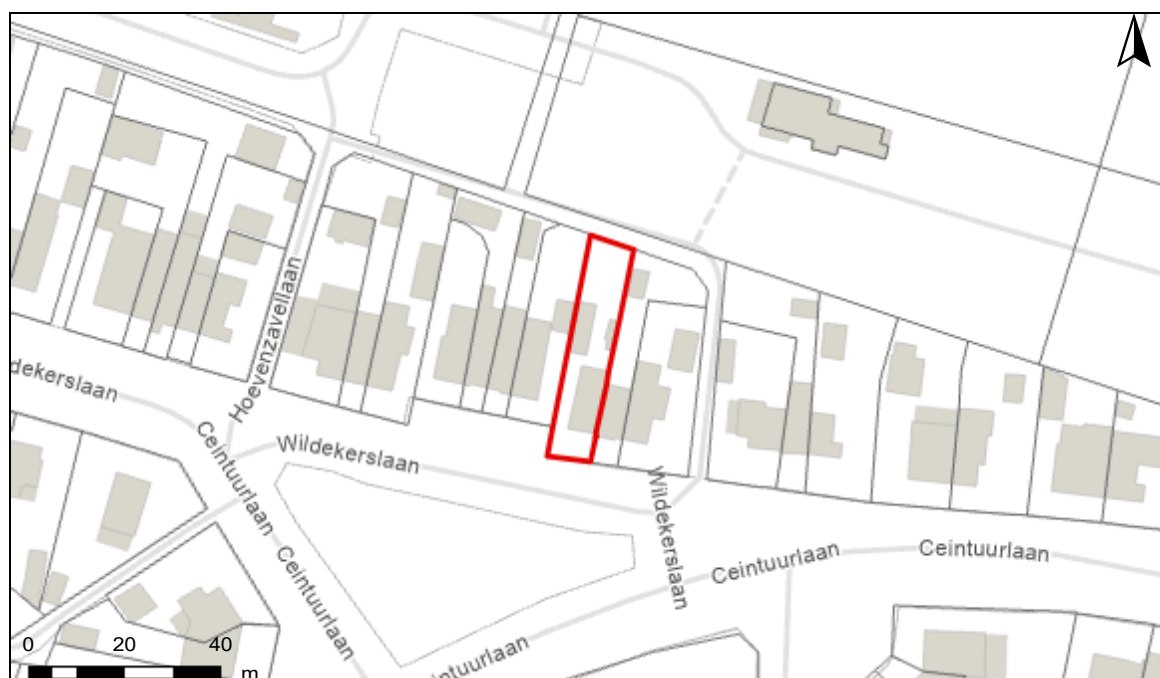 Hoevenzavellaan
dekerslaan
Ceintuurlaan
Wildekerslaan
Wildekerslaan
Ceintuurlaan
Ceintuurlaan
Ceintuurlaan
intuurlaan
0 20 40
m